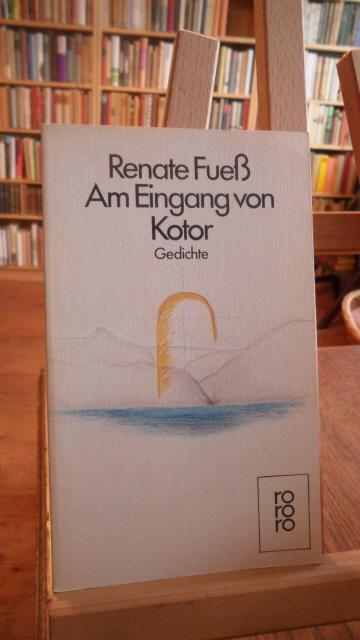 Renate Fueß
Am Eingang von
Kotor
Gedichte
ro
ro
ro